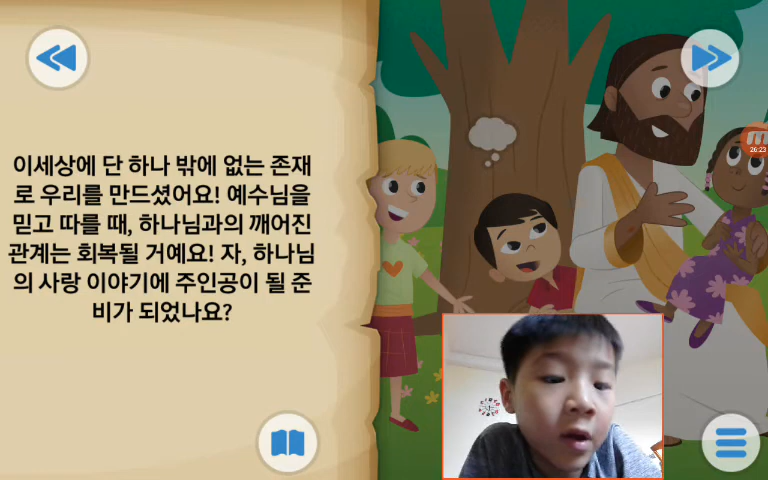 이세상에 단 하나 밖에 없는 존재
로 우리를 만드셨어요! 예수님을
믿고 따를 때, 하나님과의 깨어진
관계는 회복될 거예요! 자, 하나님
의 사랑 이야기에 주인공이 될 준
비가 되었나요?
26:23